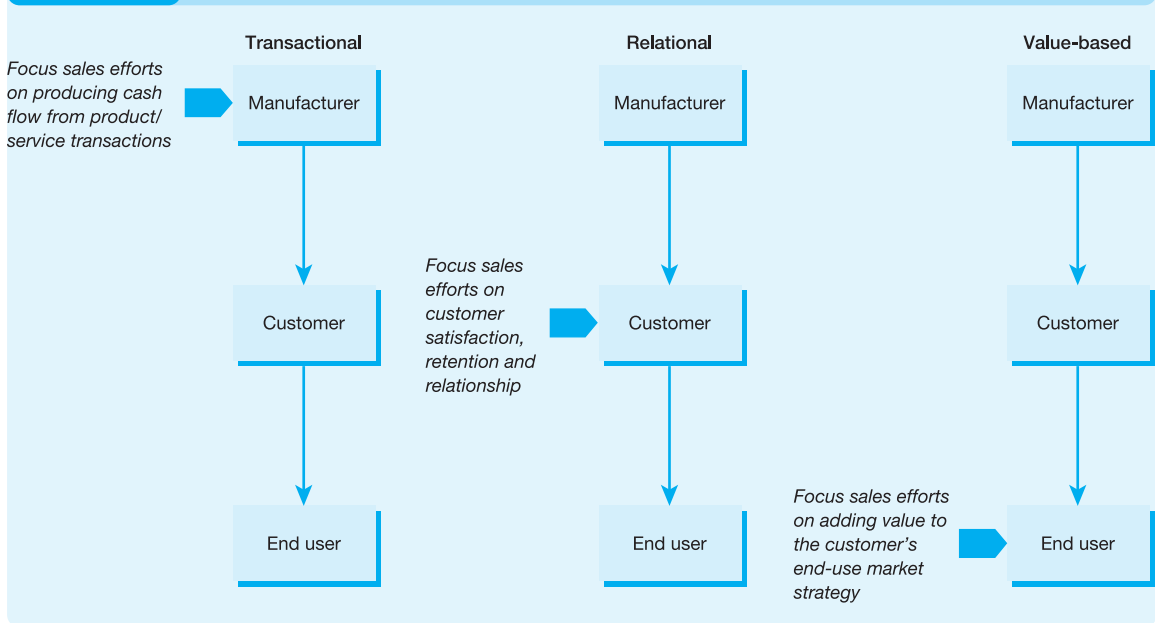 Transactional
Focus sales efforts
on producing cash
flow from product/
service transactions
Manufacturer
Customer
End user
Relational
Manufacturer
Focus sales
efforts on
customer
satisfaction,
retention and
relationship
Customer
End user
Value-based
Manufacturer
Customer
Focus sales efforts
on adding value to
the customer’s
end-use market
strategy
End user